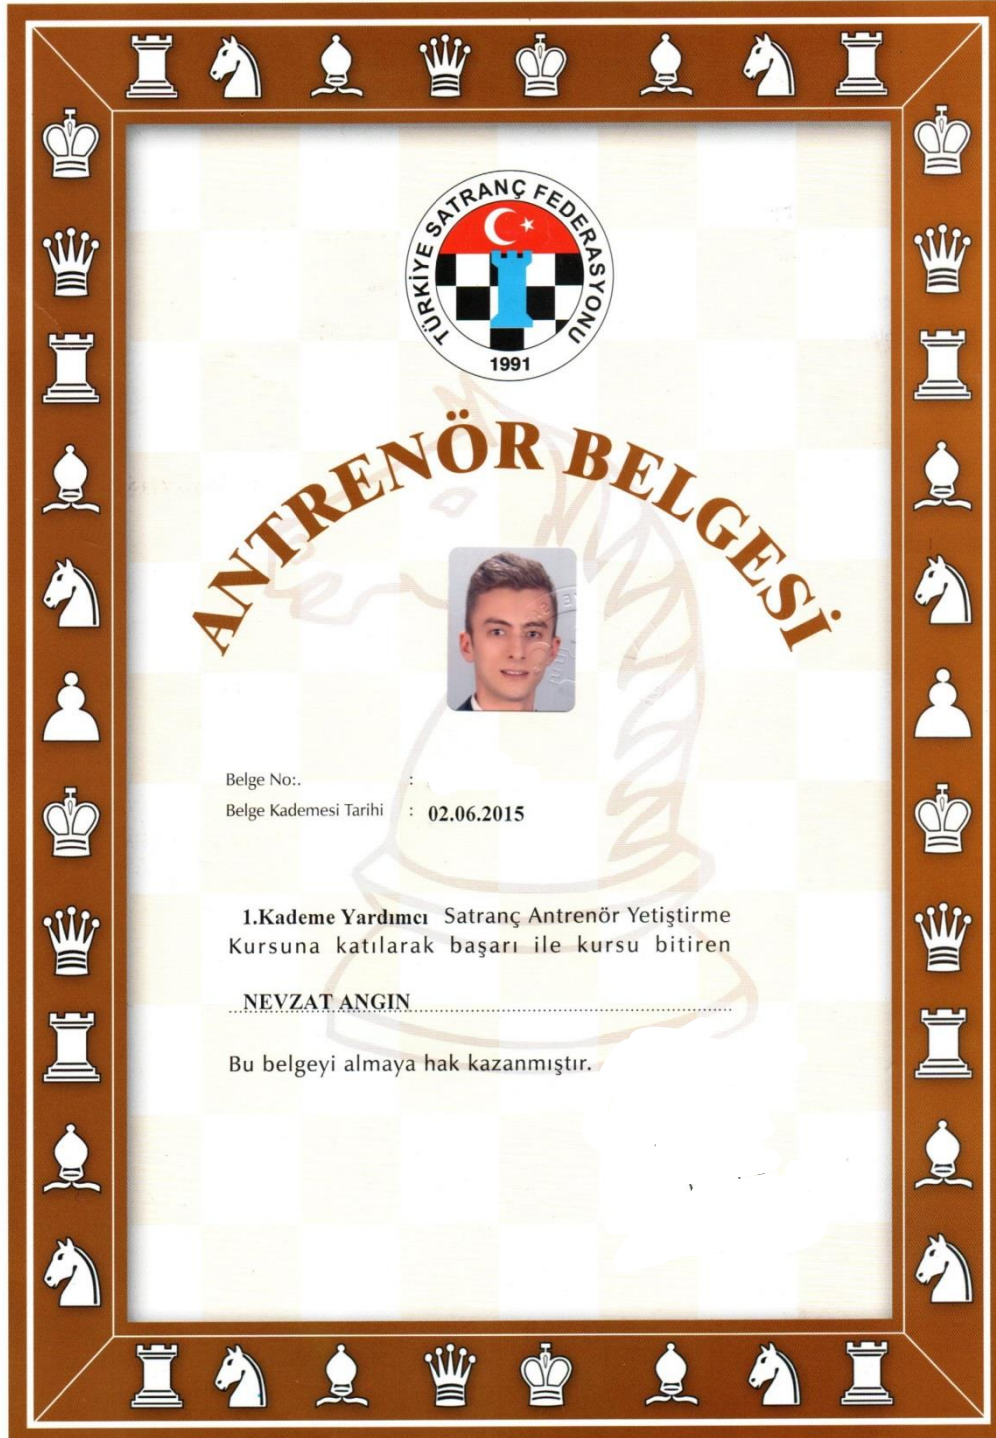 TÜRKİYE SATRANÇ FEDERASYONU
1991
ANTRENÖR BELGESİ
Belge No:. :
Belge Kademesi Tarihi : 02.06.2015
1.Kademe Yardımcı Satranç Antrenör Yetiştirme
Kursuna katılarak başarı ile kursu bitiren
NEVZAT ANGIN
Bu belgeyi almaya hak kazanmıştır.